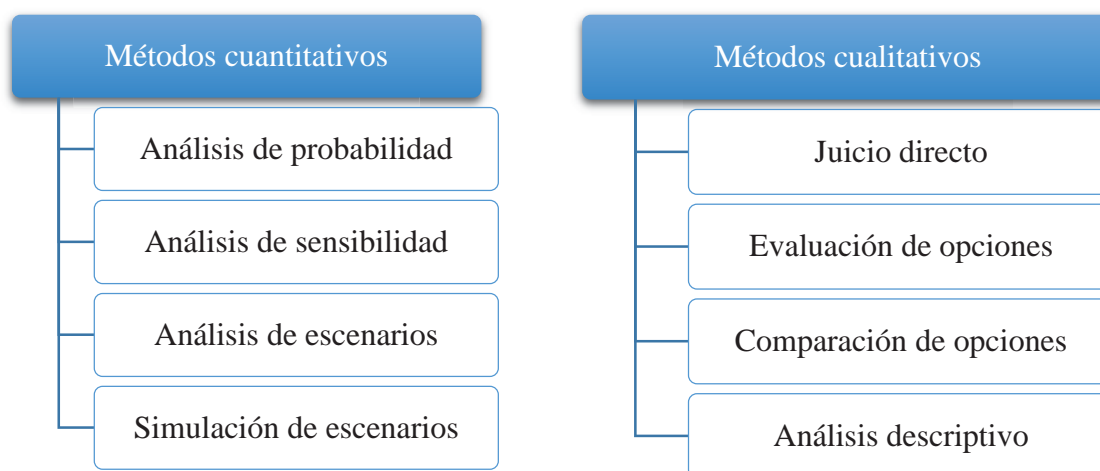 Métodos cuantitativos
Análisis de probabilidad
Análisis de sensibilidad
Análisis de escenarios
Simulación de escenarios
Métodos cualitativos
Juicio directo
Evaluación de opciones
Comparación de opciones
Análisis descriptivo